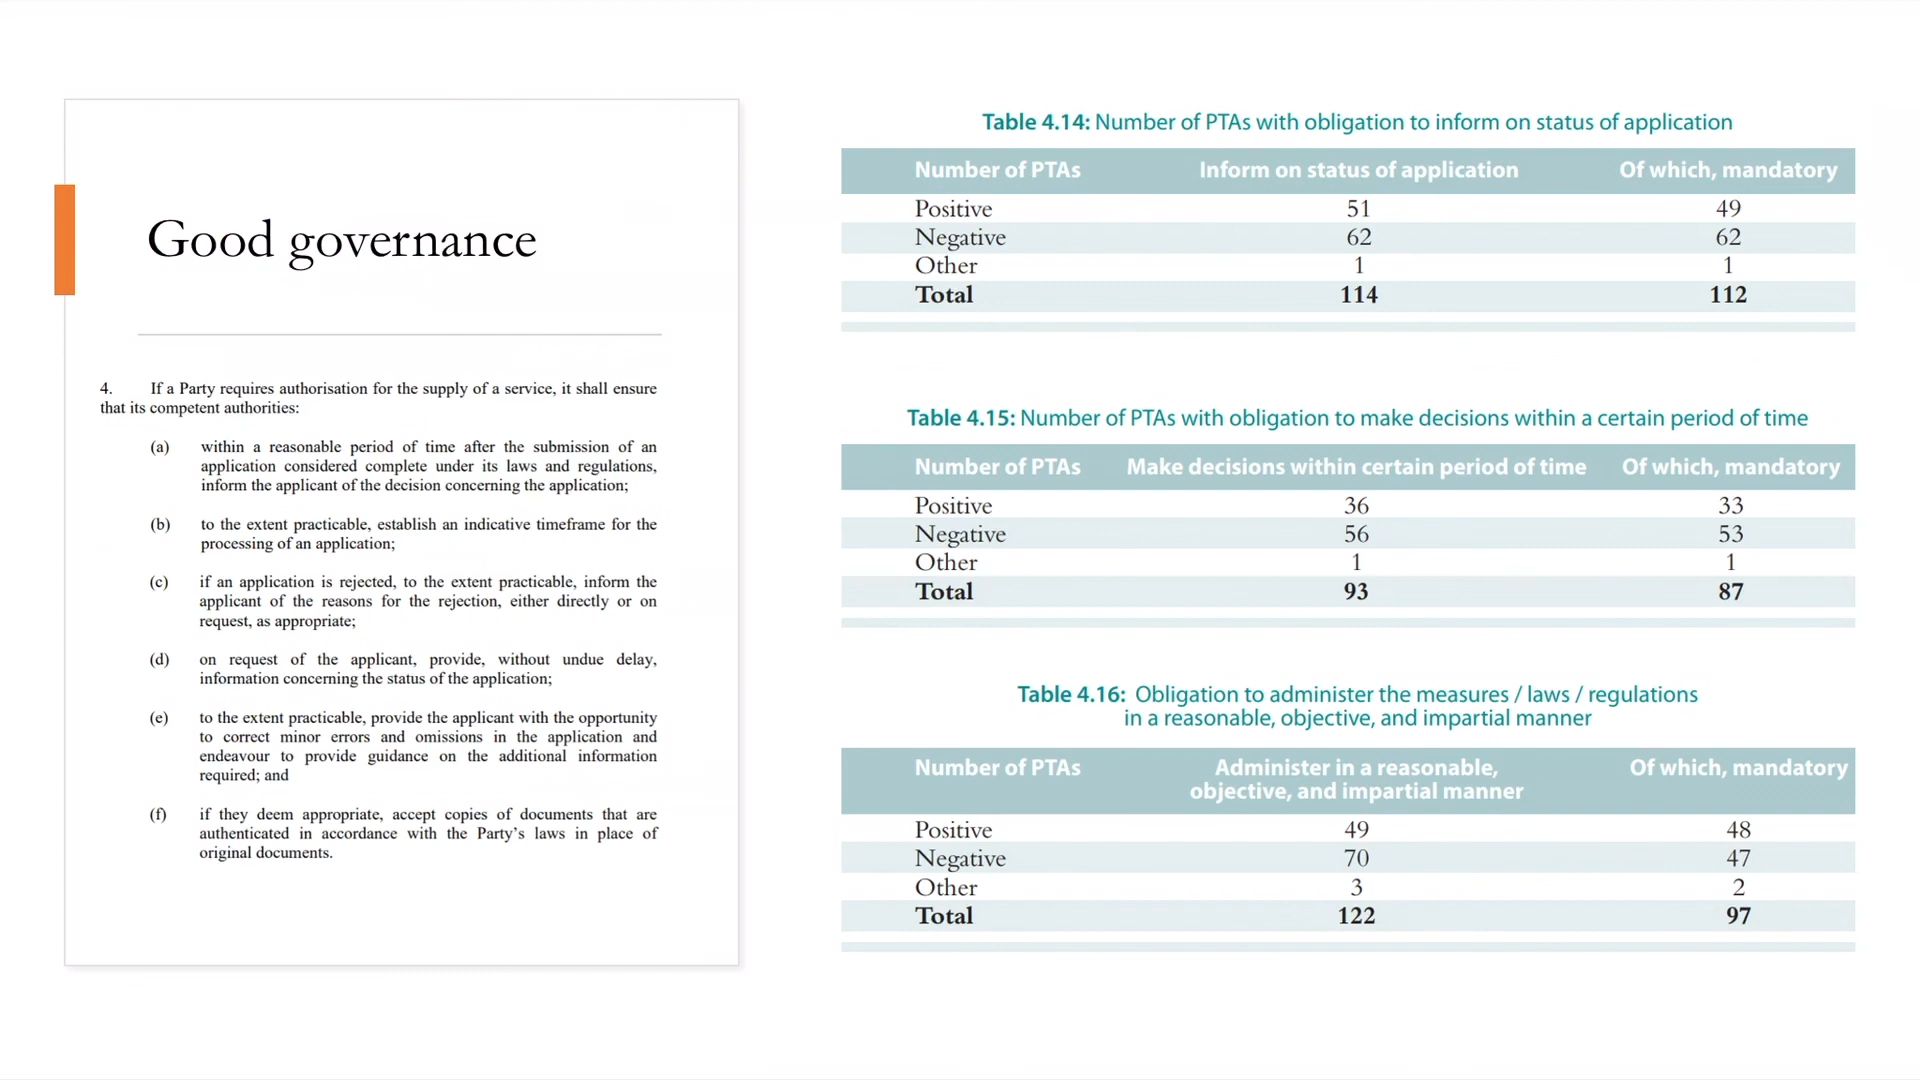 Good governance
4. If a Party requires authorisation for the supply of a service, it shall ensure
that its competent authorities:
(a) within a reasonable period of time after the submission of an
application considered complete under its laws and regulations,
inform the applicant of the decision concerning the application;
(b) to the extent practicable, establish an indicative timeframe for the
processing of an application;
(c) if an application is rejected, to the extent practicable, inform the
applicant of the reasons for the rejection, either directly or on
request, as appropriate;
(d) on request of the applicant, provide, without undue delay,
information concerning the status of the application;
(e) to the extent practicable, provide the applicant with the opportunity
to correct minor errors and omissions in the application and
endeavour to provide guidance on the additional information
required; and
(f) if they deem appropriate, accept copies of documents that are
authenticated in accordance with the Party's laws in place of
original documents.
Table 4.14: Number of PTAs with obligation to inform on status of application
Number of PTAs Inform on status of application Of which, mandatory
Positive 51 49
Negative 62 62
Other 1 1
Total 114 112
Table 4.15: Number of PTAs with obligation to make decisions within a certain period of time
Number of PTAs Make decisions within certain period of time Of which, mandatory
Positive 36 33
Negative 56 53
Other 1 1
Total 93 87
Table 4.16: Obligation to administer the measures / laws / regulations
in a reasonable, objective, and impartial manner
Number of PTAs Administer in a reasonable, Of which, mandatory
objective, and impartial manner
Positive 49 48
Negative 70 47
Other 3 2
Total 122 97